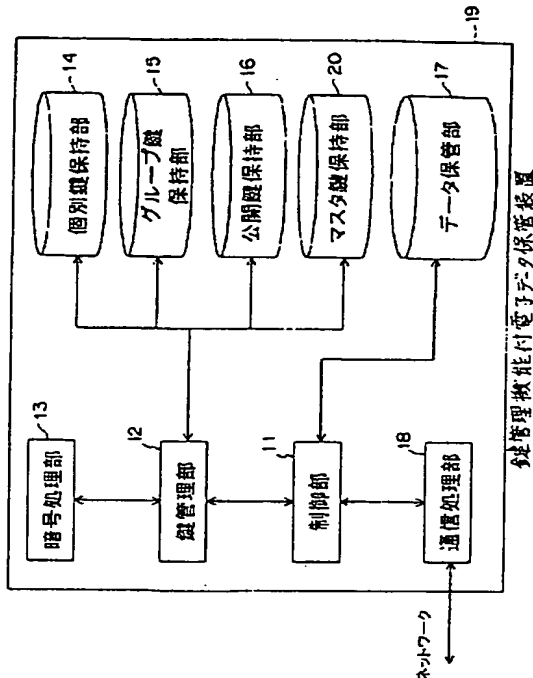 19
14
個別鍵保持部
15
グループ鍵
保持部
16
公開鍵保持部
20
マスタ鍵保持部
17
データ保管部
13
暗号処理部
12
鍵管理部
11
制御部
18
通信処理部
ネットワーク
鍵管理機能付電子データ保管装置